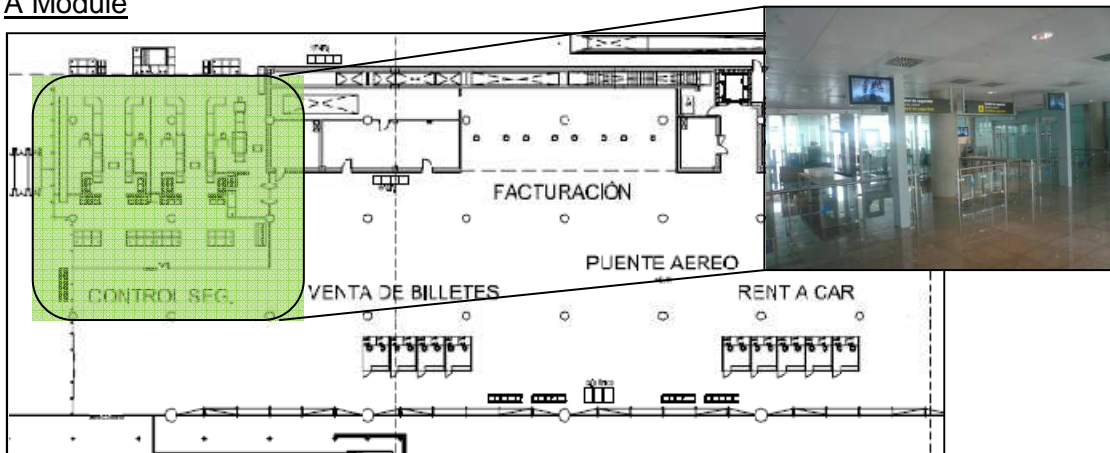 A Module
FACTURACIÓN
PUENTE AEREO
CONTROL SEG.
VENTA DE BILLETES
RENT A CAR